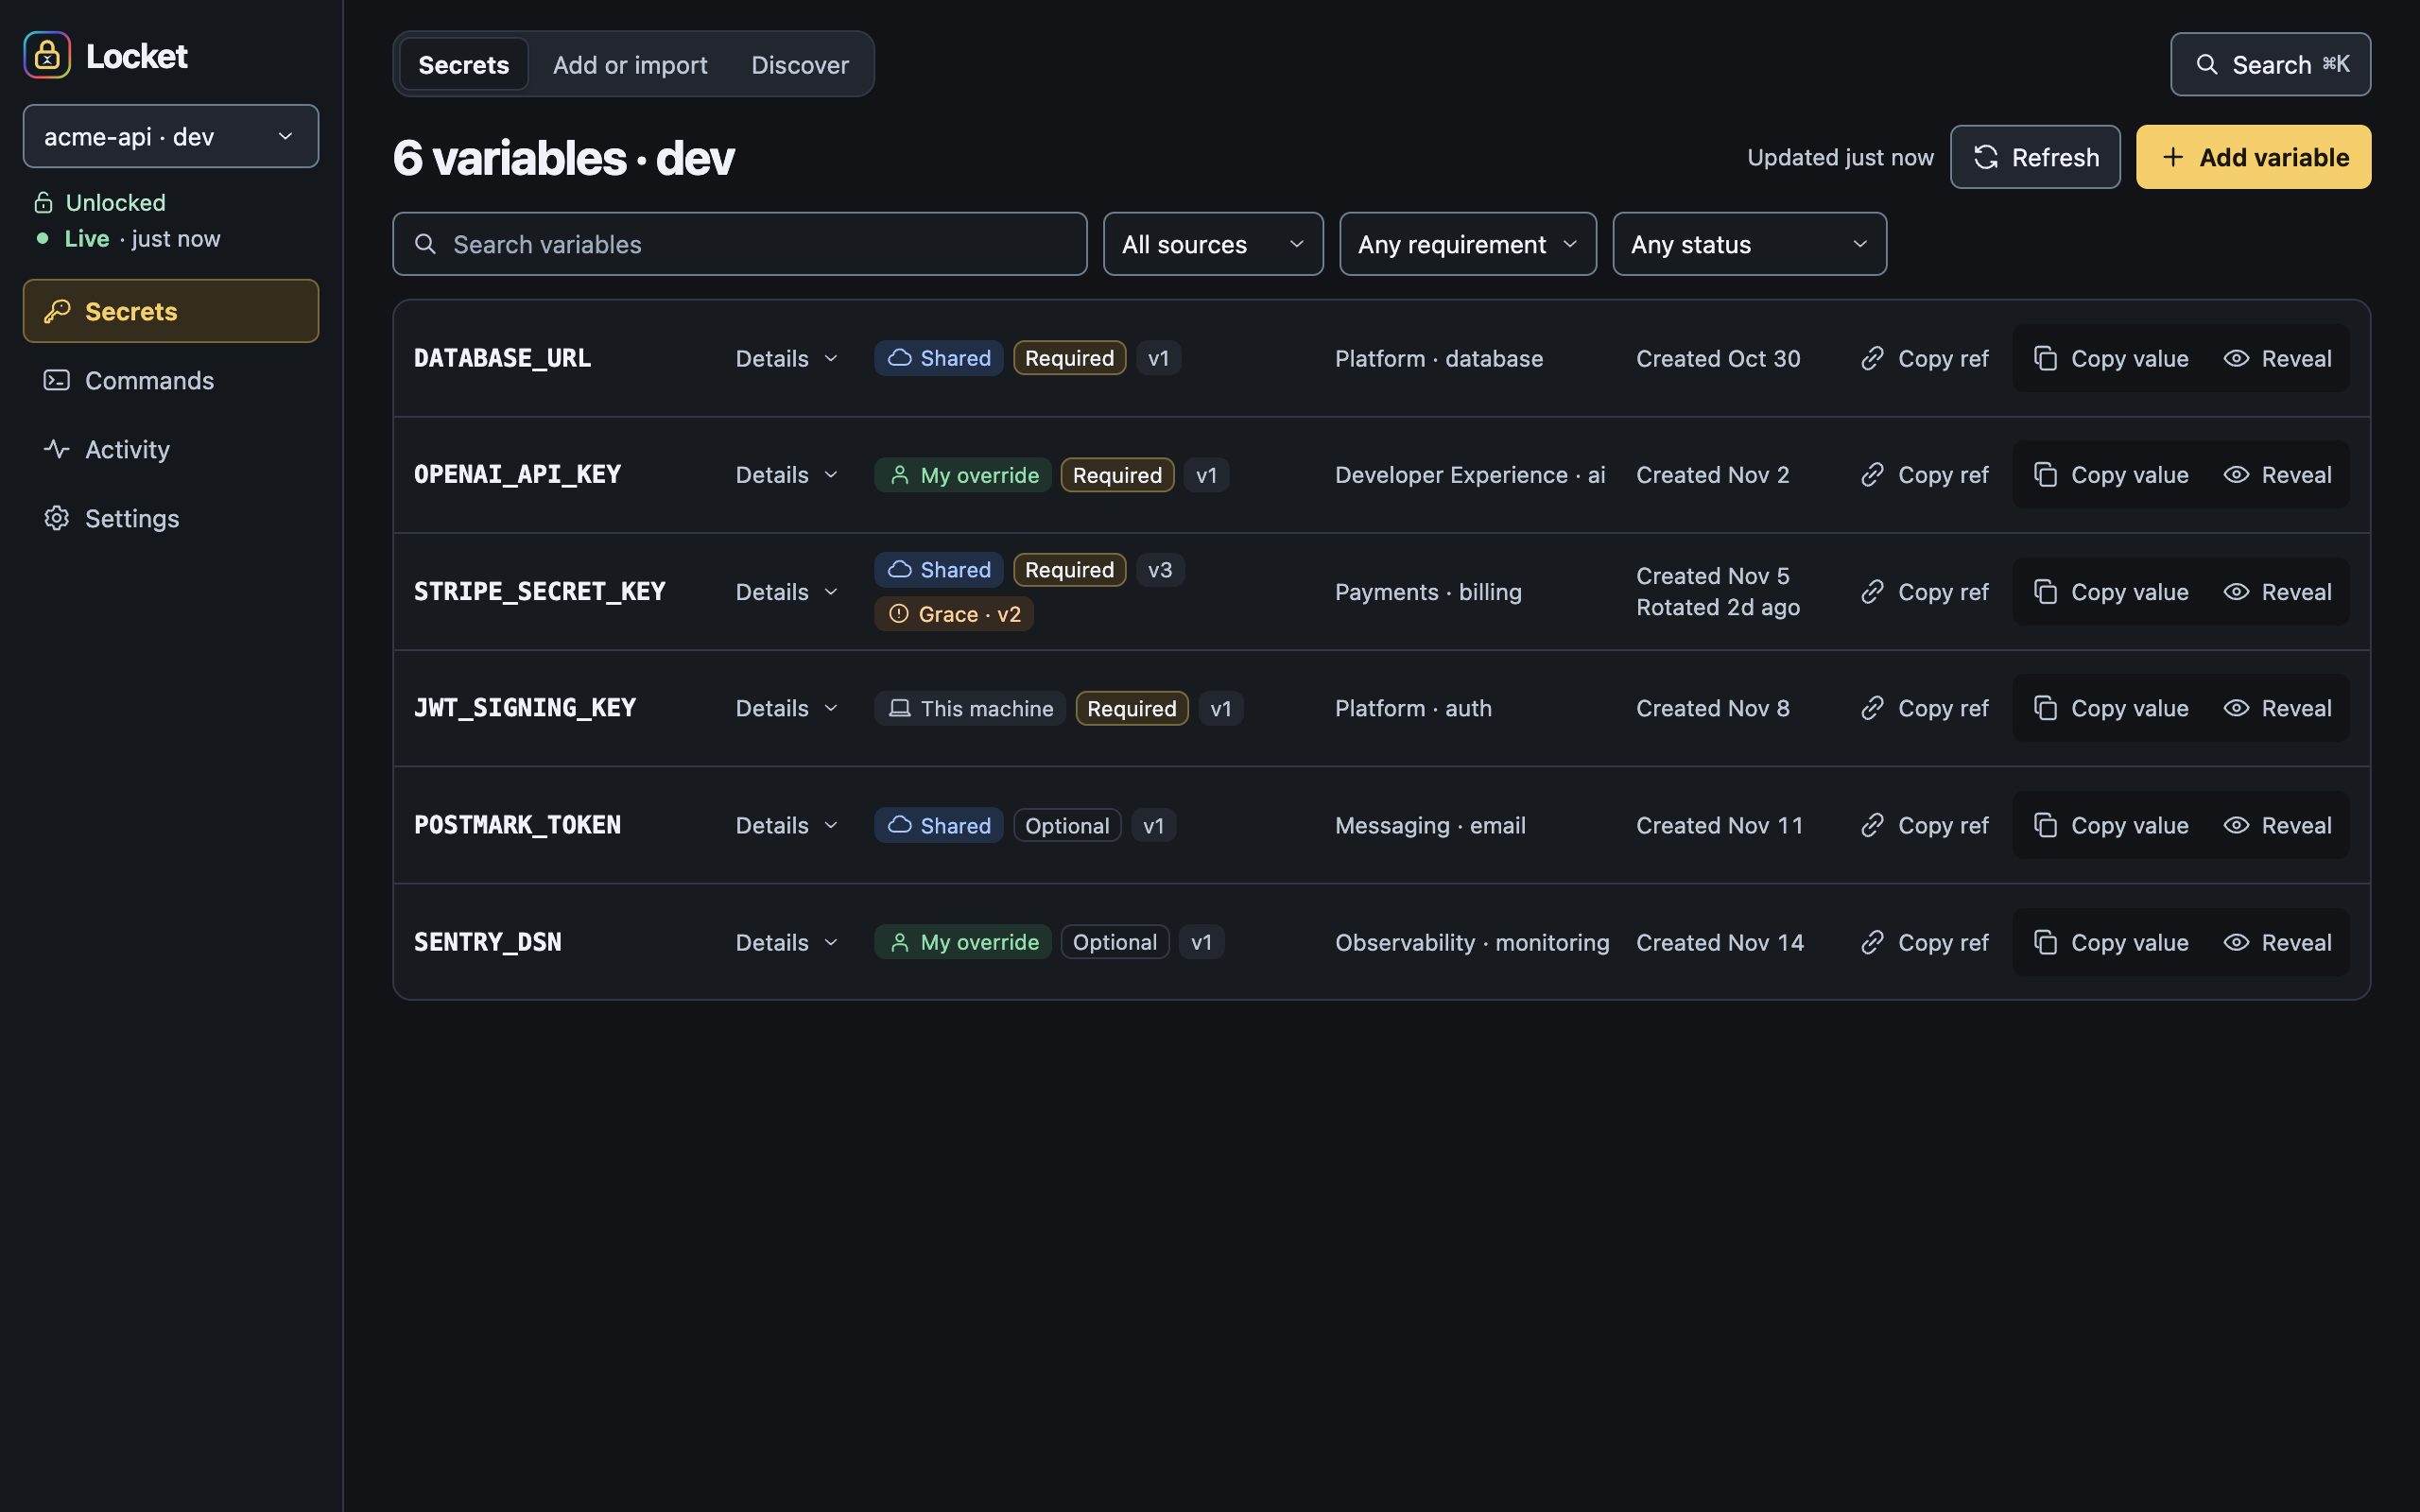 Locket
acme-api · dev
Unlocked
Live · just now
Secrets
Commands
Activity
Settings
Secrets Add or import Discover
Search ⌘K
6 variables · dev
Updated just now Refresh + Add variable
Search variables All sources Any requirement Any status
DATABASE_URL Details Shared Required v1 Platform · database Created Oct 30 Copy ref Copy value Reveal
OPENAI_API_KEY Details My override Required v1 Developer Experience · ai Created Nov 2 Copy ref Copy value Reveal
STRIPE_SECRET_KEY Details Shared Required v3 Grace · v2 Payments · billing Created Nov 5 Rotated 2d ago Copy ref Copy value Reveal
JWT_SIGNING_KEY Details This machine Required v1 Platform · auth Created Nov 8 Copy ref Copy value Reveal
POSTMARK_TOKEN Details Shared Optional v1 Messaging · email Created Nov 11 Copy ref Copy value Reveal
SENTRY_DSN Details My override Optional v1 Observability · monitoring Created Nov 14 Copy ref Copy value Reveal